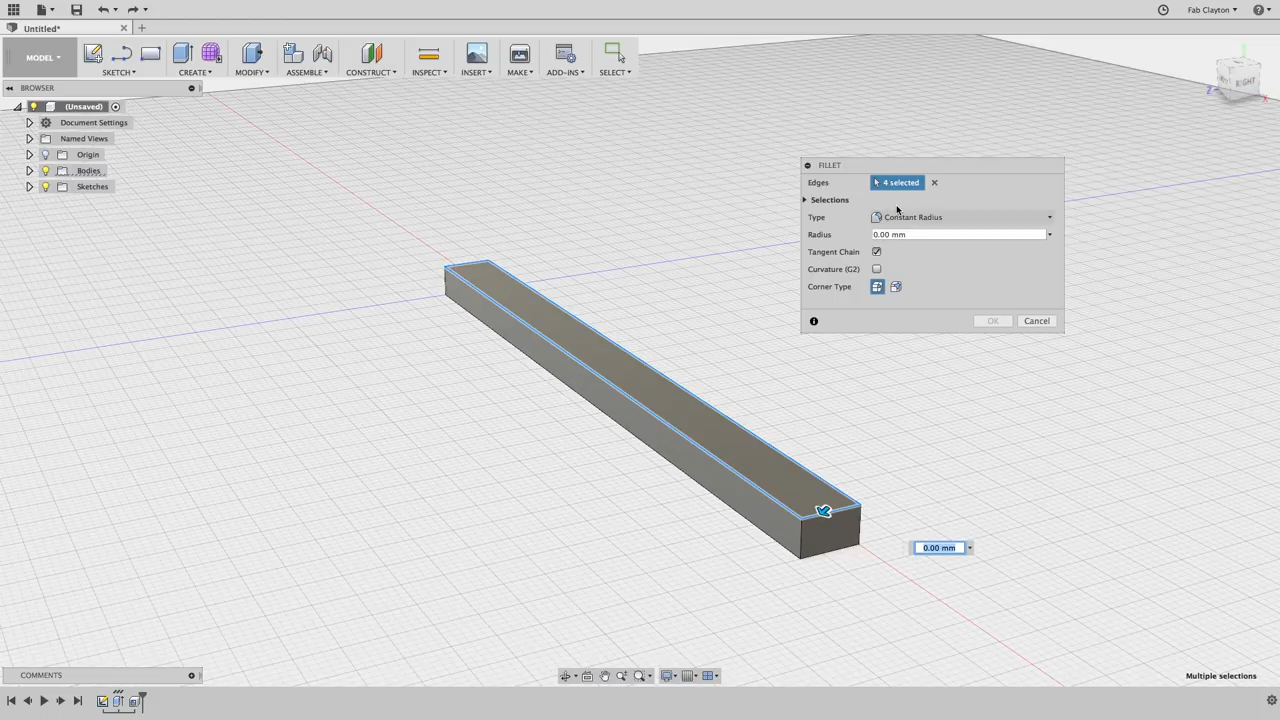 Fab Clayton
Untitled*
MODEL
SKETCH
CREATE
MODIFY
ASSEMBLE
CONSTRUCT
INSPECT
INSERT
MAKE
ADD-INS
SELECT
BROWSER
(Unsaved)
Document Settings
Named Views
Origin
Bodies
Sketches
RIGHT
Z
X
FILLET
Edges 4 selected
Selections
Type Constant Radius
Radius 0.00 mm
Tangent Chain
Curvature (G2)
Corner Type
OK Cancel
0.00 mm
COMMENTS
Multiple selections